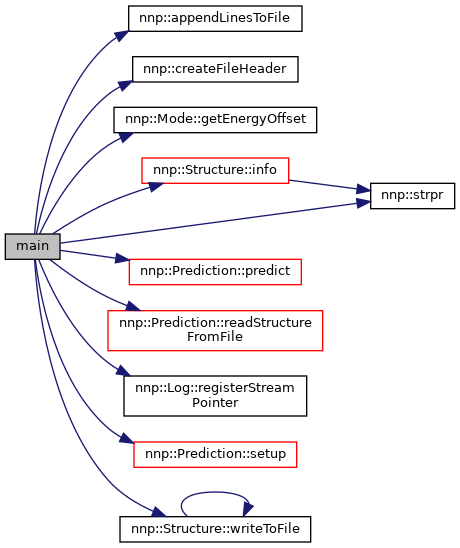 nnp::appendLinesToFile
nnp::createFileHeader
nnp::Mode::getEnergyOffset
nnp::Structure::info
nnp::strpr
main
nnp::Prediction::predict
nnp::Prediction::readStructure
FromFile
nnp::Log::registerStream
Pointer
nnp::Prediction::setup
nnp::Structure::writeToFile